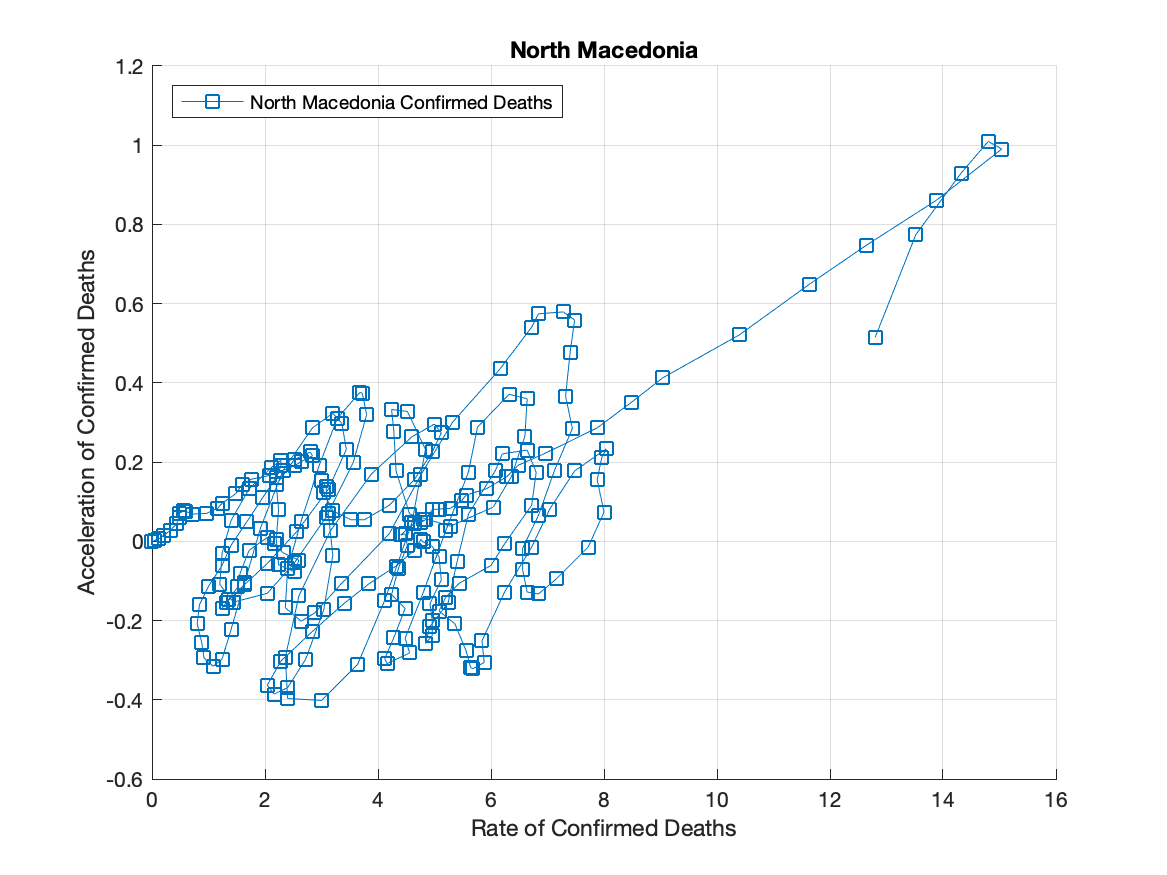 North Macedonia
1.2
North Macedonia Confirmed Deaths
1
0.8
0.6
0.4
0.2
0
-0.2
-0.4
-0.6
Acceleration of Confirmed Deaths
0 2 4 6 8 10 12 14 16
Rate of Confirmed Deaths